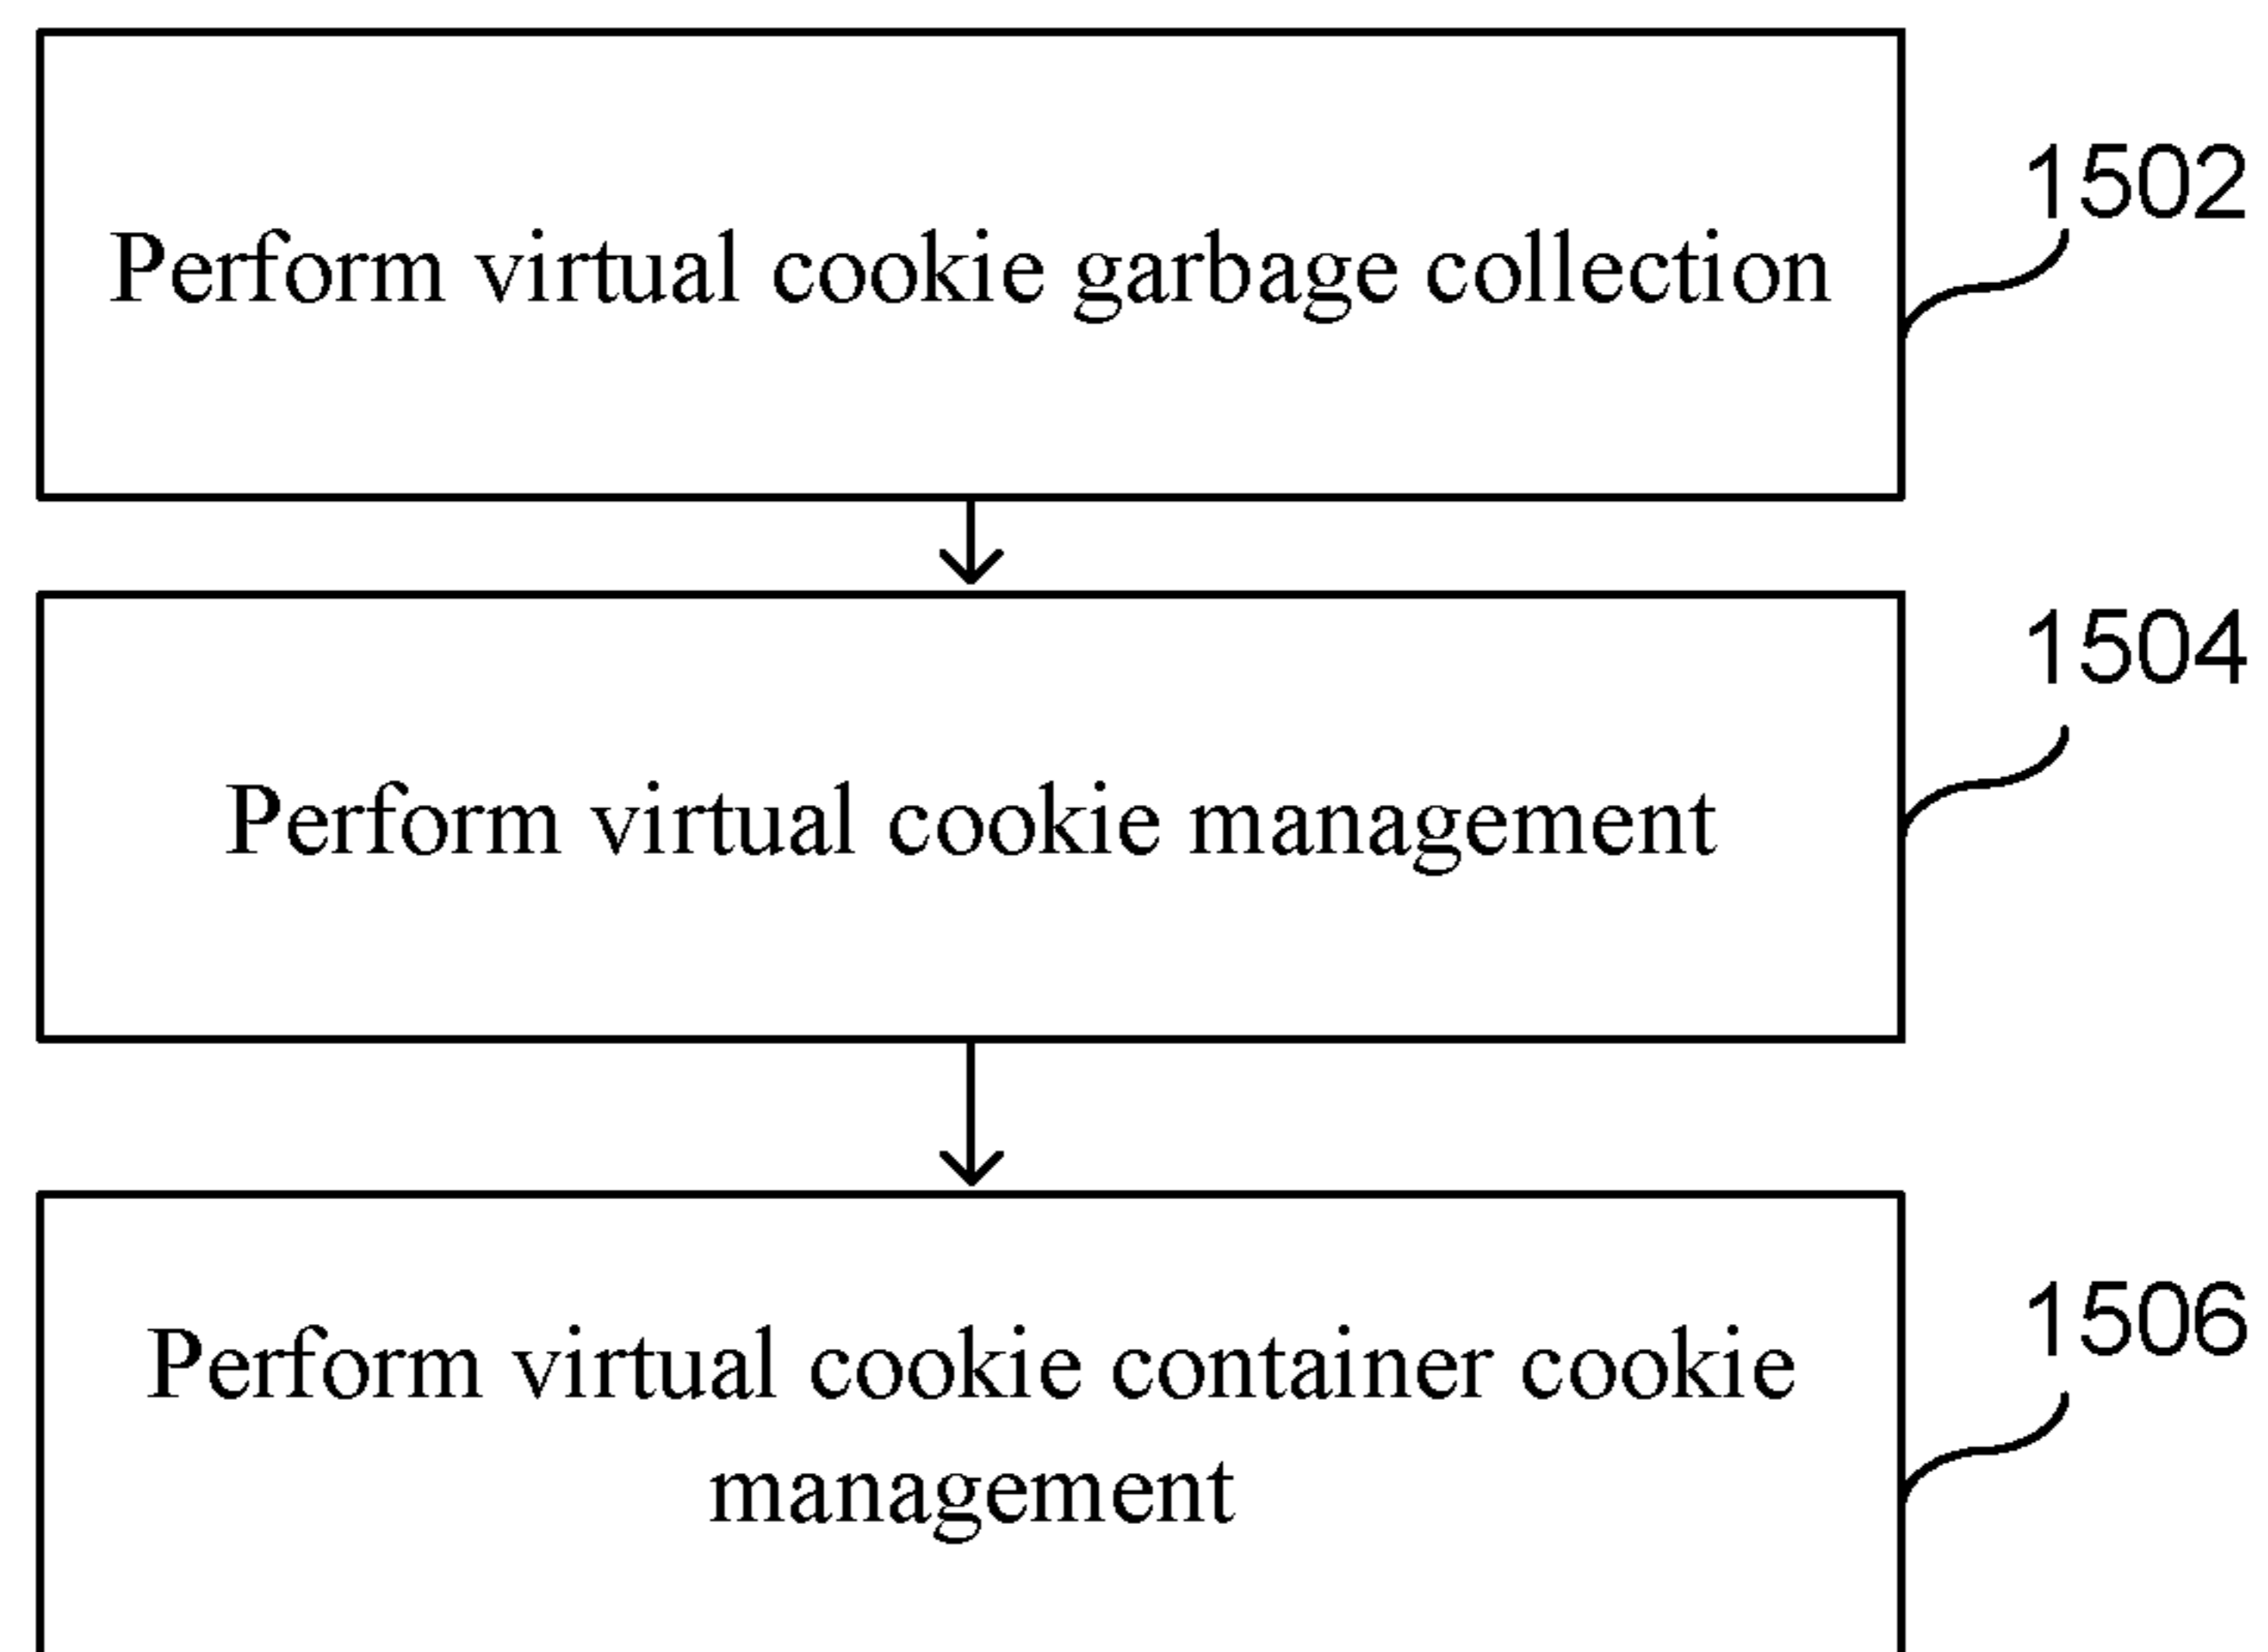 Perform virtual cookie garbage collection
1502
Perform virtual cookie management
1504
Perform virtual cookie container cookie
management
1506